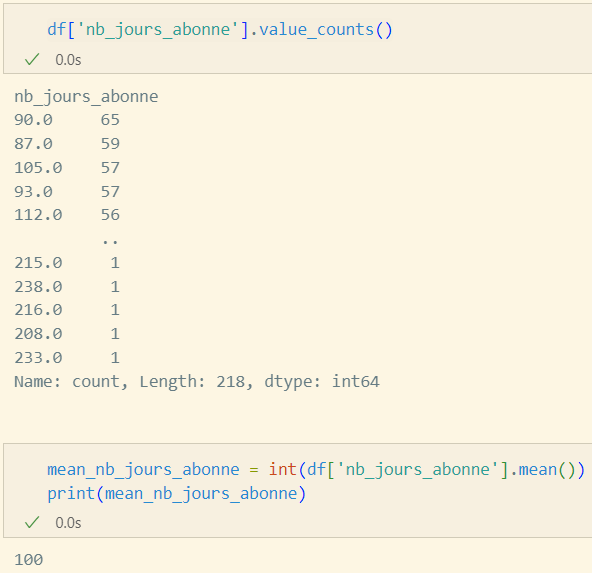 df['nb_jours_abonne'].value_counts()
0.0s
nb_jours_abonne
90.0     65
87.0     59
105.0    57
93.0     57
112.0    56
         ..
215.0     1
238.0     1
216.0     1
208.0     1
233.0     1
Name: count, Length: 218, dtype: int64
mean_nb_jours_abonne = int(df['nb_jours_abonne'].mean())
print(mean_nb_jours_abonne)
0.0s
100